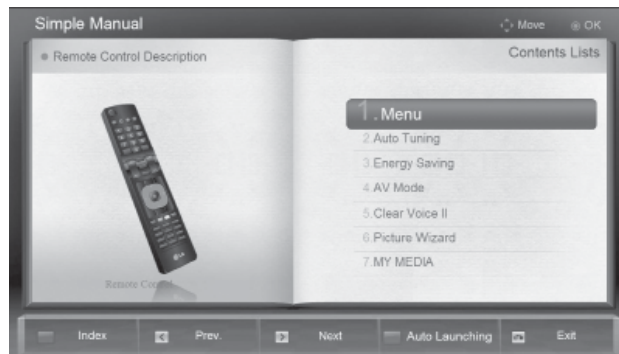 Simple Manual
Move
OK
Remote Control Description
Contents Lists
1. Menu
2. Auto Tuning
3. Energy Saving
4. AV Mode
5. Clear Voice II
6. Picture Wizard
7. MY MEDIA
LG
Remote Control
Index
Prev.
Next
Auto Launching
Exit